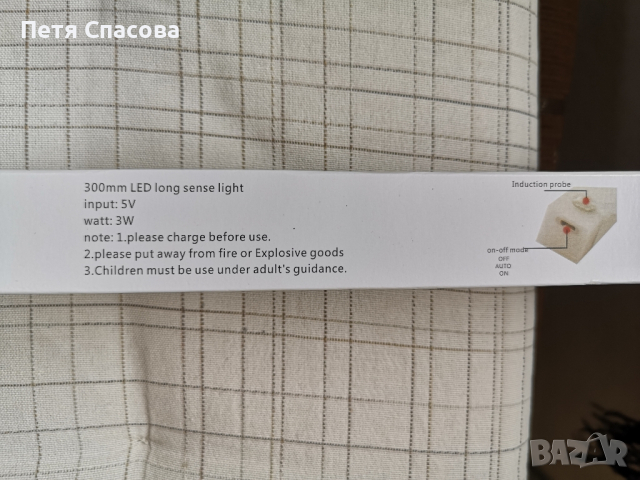 Петя Спасова
300mm LED long sense light
input: 5V
watt: 3W
note: 1.please charge before use.
2.please put away from fire or Explosive goods
3.Children must be use under adult's guidance.
Induction probe
on-off mode
OFF
AUTO
ON
BAZAR